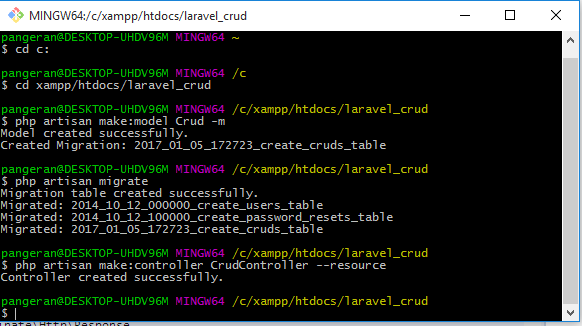 MINGW64:/c/xampp/htdocs/laravel_crud
pangeran@DESKTOP-UHDV96M MINGW64 ~
$ cd c:
pangeran@DESKTOP-UHDV96M MINGW64 /c
$ cd xampp/htdocs/laravel_crud
pangeran@DESKTOP-UHDV96M MINGW64 /c/xampp/htdocs/laravel_crud
$ php artisan make:model Crud -m
Model created successfully.
Created Migration: 2017_01_05_172723_create_cruds_table
pangeran@DESKTOP-UHDV96M MINGW64 /c/xampp/htdocs/laravel_crud
$ php artisan migrate
Migration table created successfully.
Migrated: 2014_10_12_000000_create_users_table
Migrated: 2014_10_12_100000_create_password_resets_table
Migrated: 2017_01_05_172723_create_cruds_table
pangeran@DESKTOP-UHDV96M MINGW64 /c/xampp/htdocs/laravel_crud
$ php artisan make:controller CrudController --resource
Controller created successfully.
pangeran@DESKTOP-UHDV96M MINGW64 /c/xampp/htdocs/laravel_crud
$